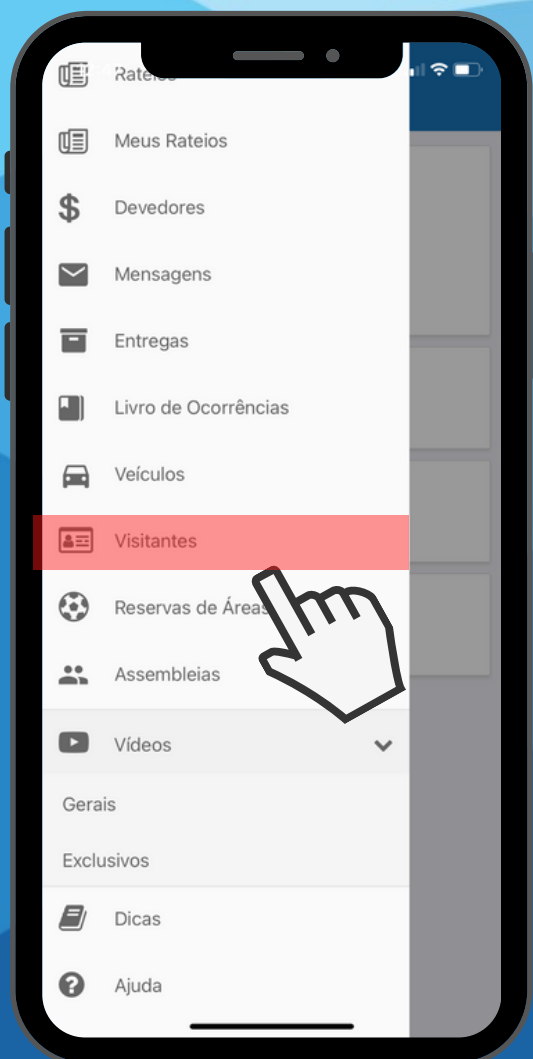 Rateios
Meus Rateios
Devedores
Mensagens
Entregas
Livro de Ocorrências
Veículos
Visitantes
Reservas de Áreas
Assembleias
Vídeos
Gerais
Exclusivos
Dicas
Ajuda